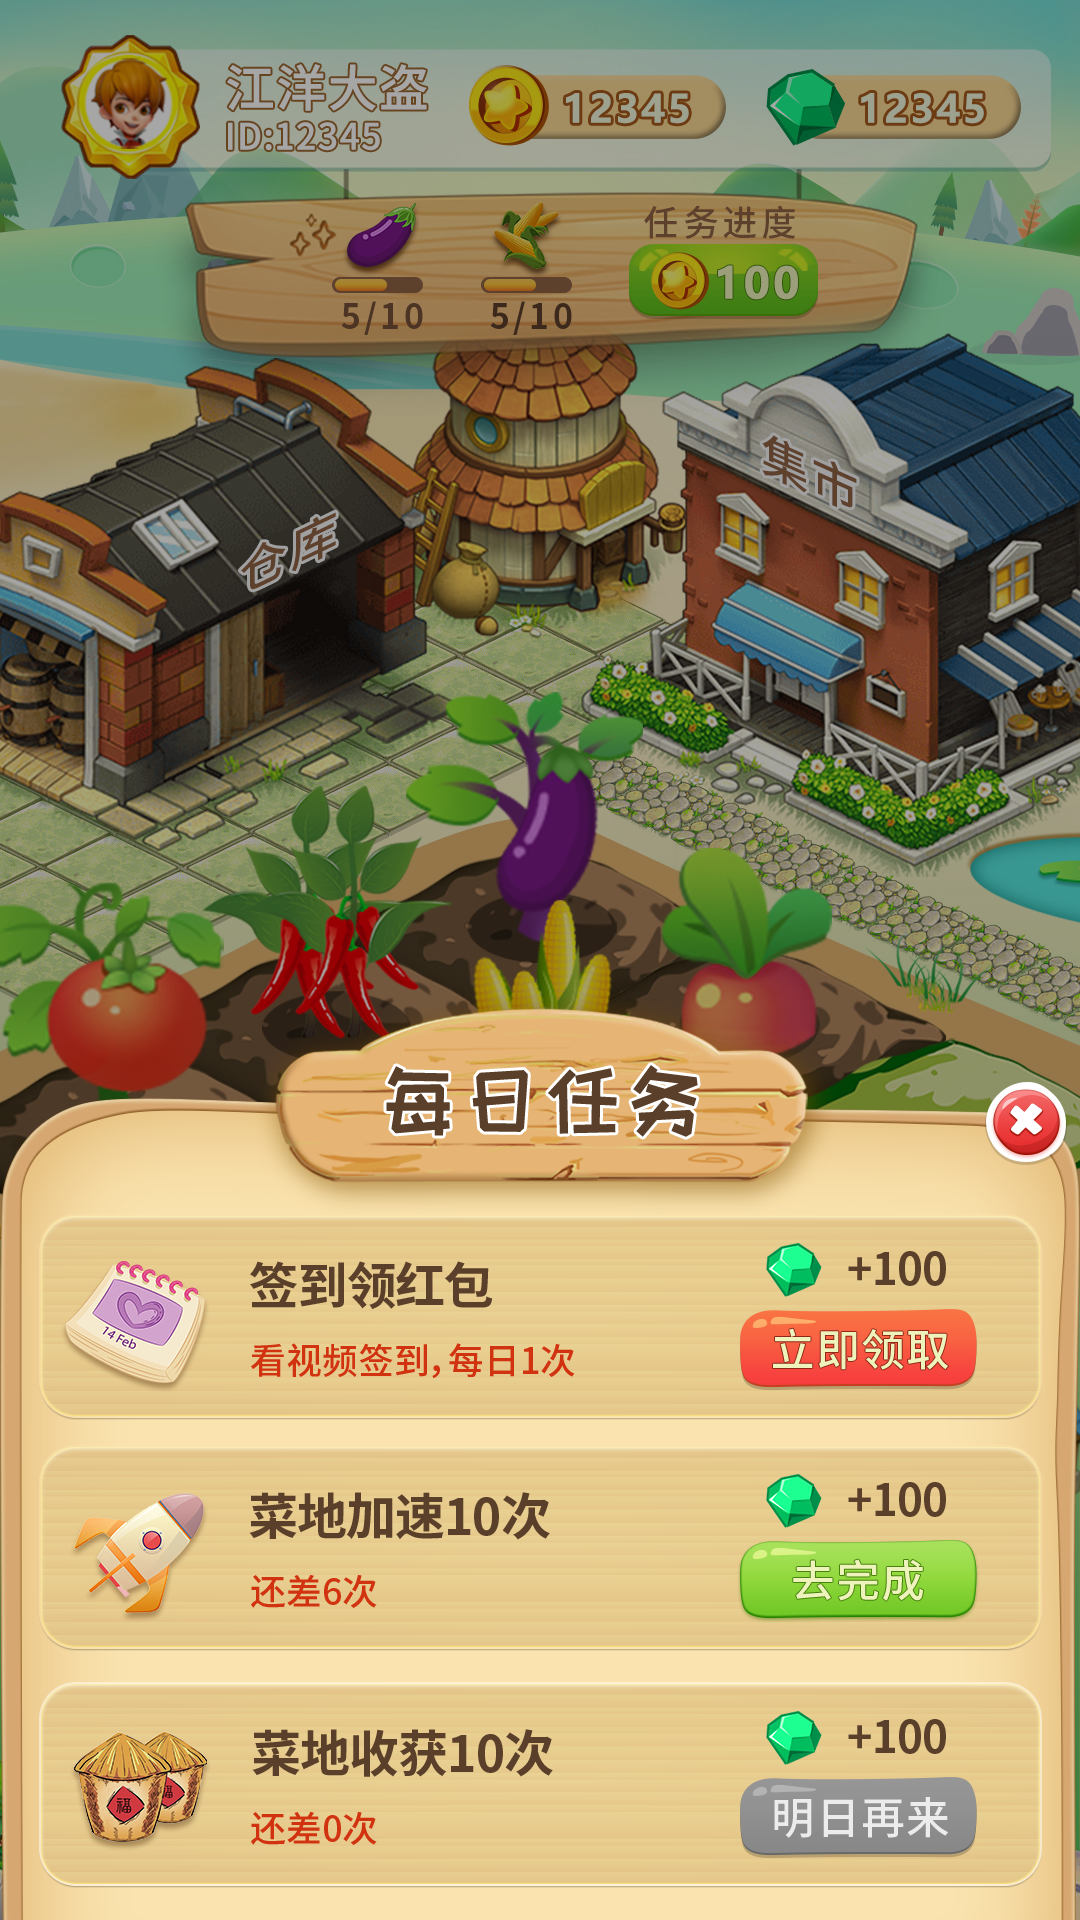 江洋大盗
ID:12345
12345
12345
任务进度
100
5/10
5/10
集市
仓库
每日任务
签到领红包
看视频签到,每日1次
+100
立即领取
14 Feb
菜地加速10次
还差6次
+100
去完成
菜地收获10次
还差0次
+100
明日再来
福
福